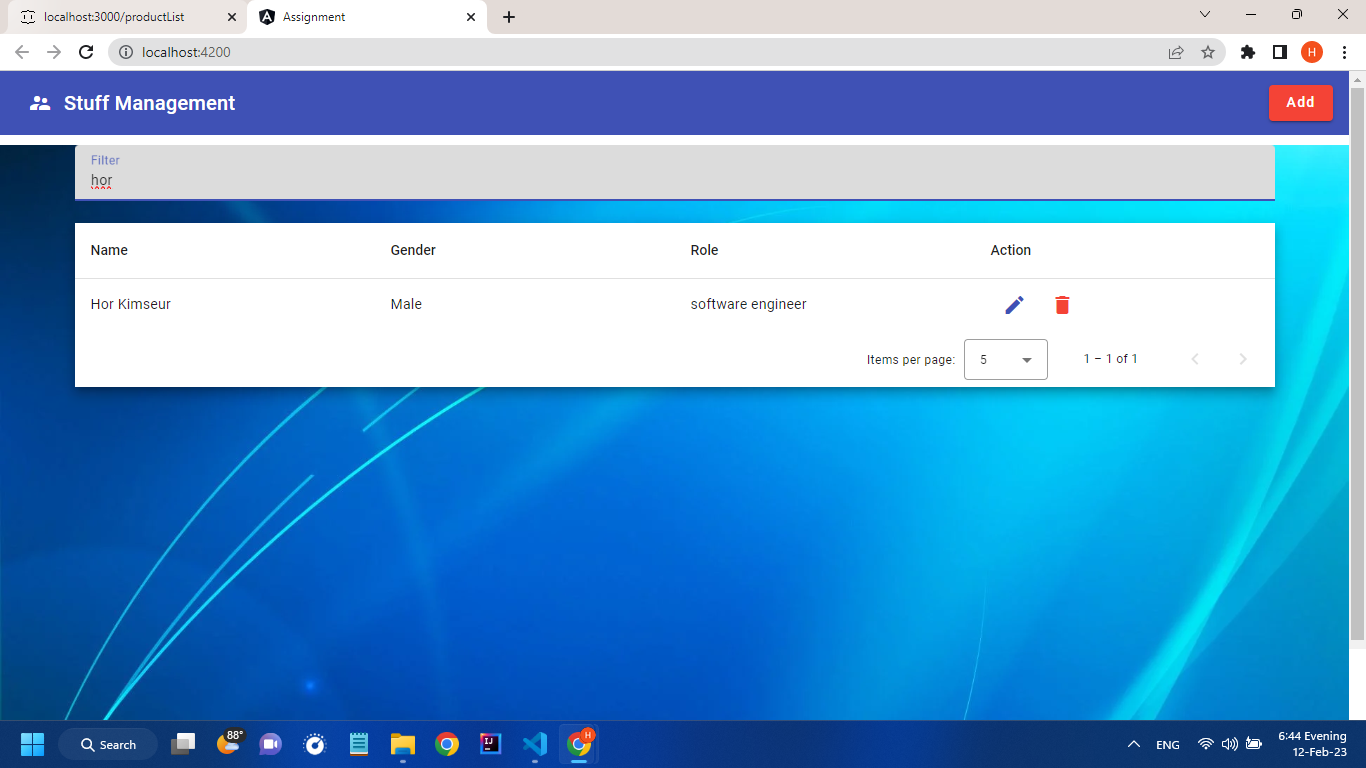 localhost:3000/productList
Assignment
localhost:4200
H
Stuff Management
Add
Filter
hor
Name Gender Role Action
Hor Kimseur Male software engineer
Items per page: 5 1 – 1 of 1
88°
H
Search
IJ
ENG
6:44 Evening
12-Feb-23